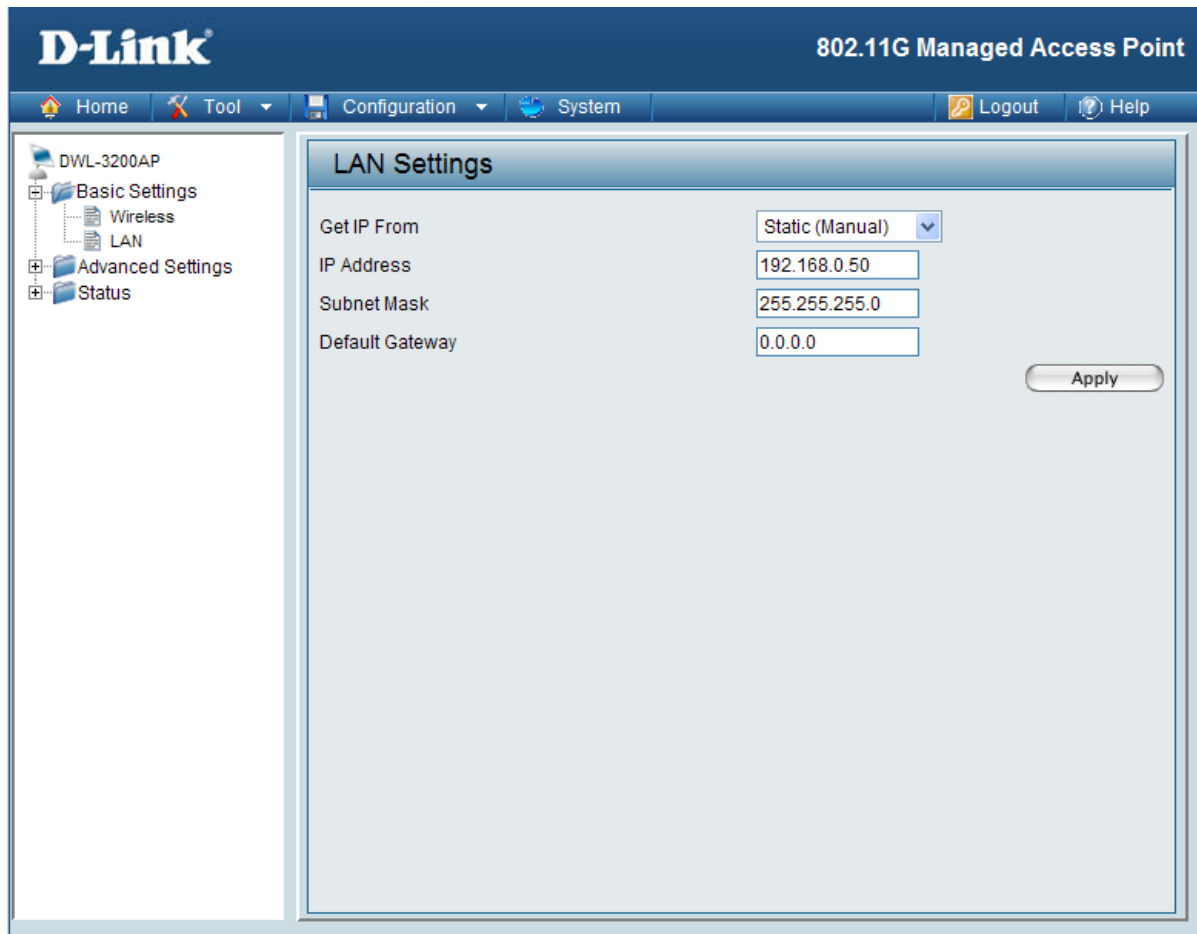 D-Link®
802.11G Managed Access Point
Home Tool Configuration System Logout Help
DWL-3200AP
Basic Settings
Wireless
LAN
Advanced Settings
Status
LAN Settings
Get IP From Static (Manual)
IP Address 192.168.0.50
Subnet Mask 255.255.255.0
Default Gateway 0.0.0.0
Apply